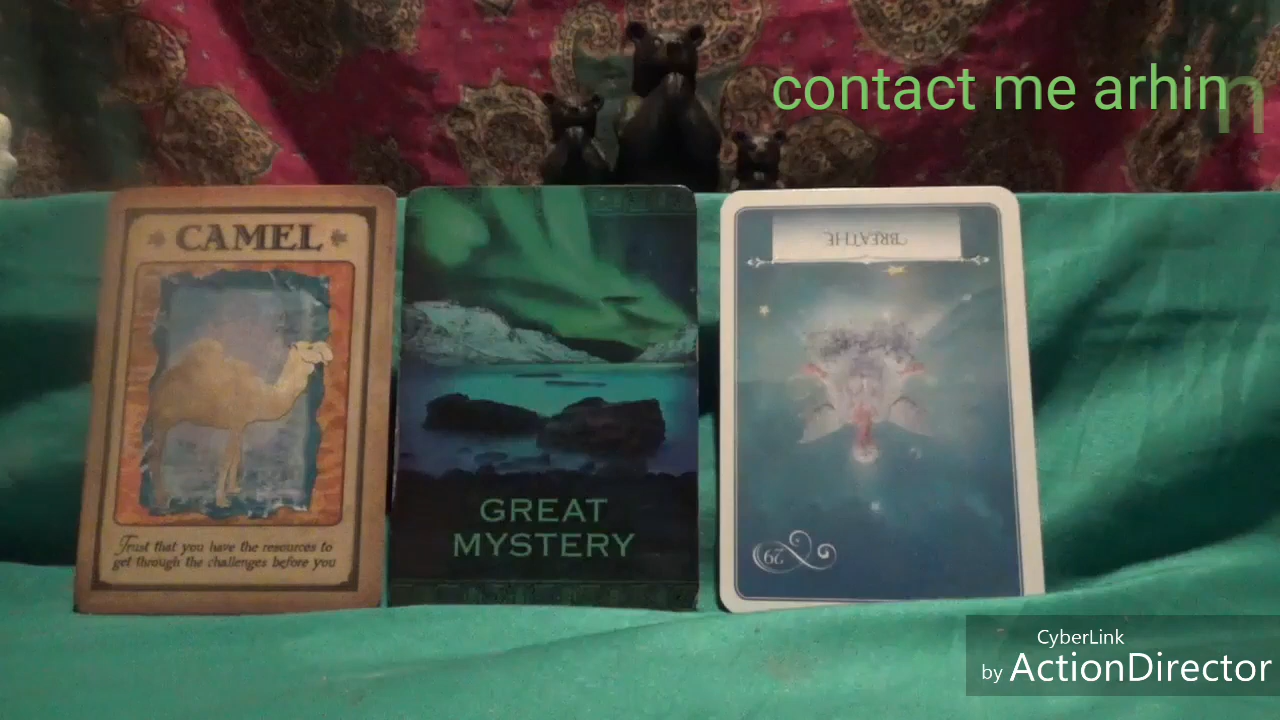 contact me arhin
CAMEL
Trust that you have the resources to
get through the challenges before you
GREAT
MYSTERY
BREATHE
29
CyberLink
by ActionDirector